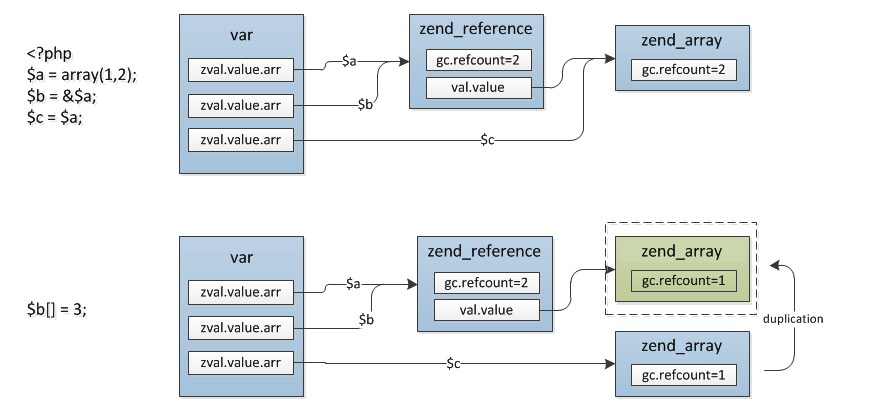 <?php
$a = array(1,2);
$b = &$a;
$c = $a;
var
zval.value.arr
zval.value.arr
zval.value.arr
$a
$b
$c
zend_reference
gc.refcount=2
val.value
zend_array
gc.refcount=2
$b[] = 3;
var
zval.value.arr
zval.value.arr
zval.value.arr
$a
$b
$c
zend_reference
gc.refcount=2
val.value
zend_array
gc.refcount=1
duplication
zend_array
gc.refcount=1